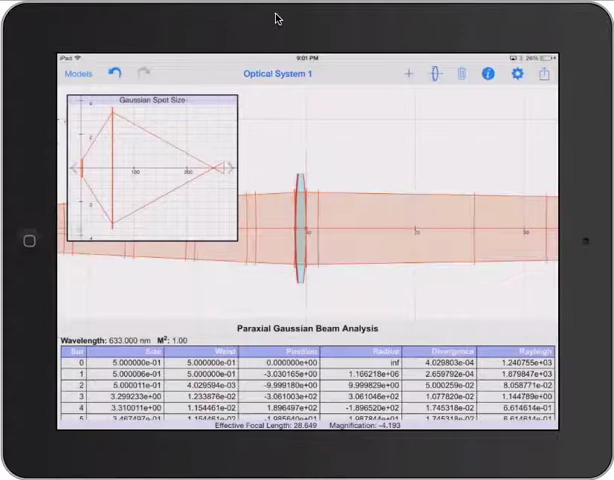 iPad 9:01 PM 26%
Models Optical System 1
Gaussian Spot Size
100 200
Paraxial Gaussian Beam Analysis
Wavelength: 633.000 nm M²: 1.00
Sur Size Waist Position Radius Divergence Rayleigh
0 5.000000e-01 5.000000e-01 0.000000e+00 inf 4.029803e-04 1.240755e+03
1 5.000006e-01 5.000000e-01 -3.030165e+00 1.166218e+06 2.659792e-04 1.879847e+03
2 5.000011e-01 4.029594e-03 -9.999180e+00 9.999829e+00 5.000259e-02 8.058771e-02
3 3.299233e+00 1.233876e-02 -3.061003e+02 3.061046e+02 1.077820e-02 1.144789e+00
4 3.310011e+00 1.154461e-02 1.896497e+02 -1.896520e+02 1.745318e-02 6.614614e-01
Effective Focal Length: 28.649 Magnification: -4.193